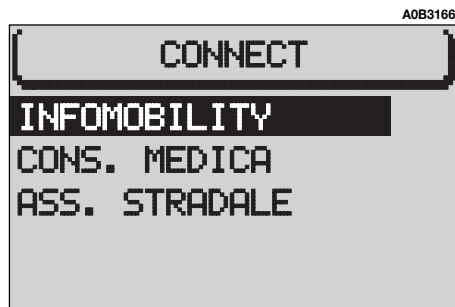 A0B3166
CONNECT
INFOMOBILITY
CONS. MEDICA
ASS. STRADALE